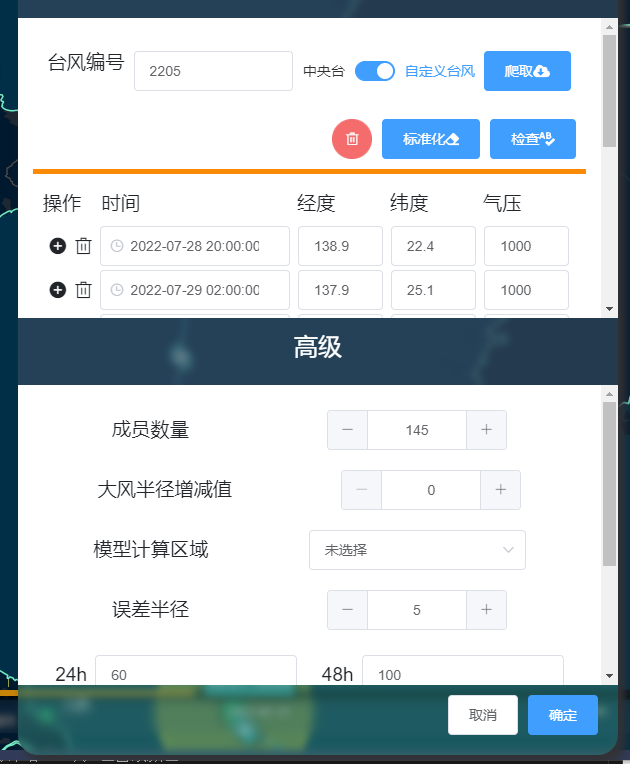 台风编号 2205 中央台 自定义台风 爬取
标准化 检查
操作 时间 经度 纬度 气压
2022-07-28 20:00:00 138.9 22.4 1000
2022-07-29 02:00:00 137.9 25.1 1000
高级
成员数量 − 145 +
大风半径增减值 − 0 +
模型计算区域 未选择
误差半径 − 5 +
24h 60 48h 100
取消 确定